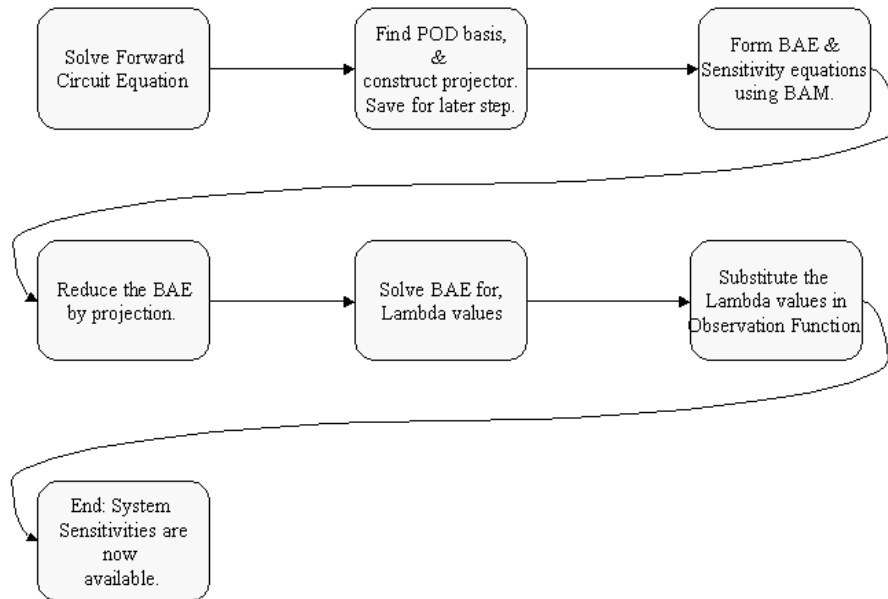 Solve Forward
Circuit Equation
Find POD basis,
&
construct projector.
Save for later step.
Form BAE &
Sensitivity equations
using BAM.
Reduce the BAE
by projection.
Solve BAE for,
Lambda values
Substitute the
Lambda values in
Observation Function
End: System
Sensitivities are
now
available.